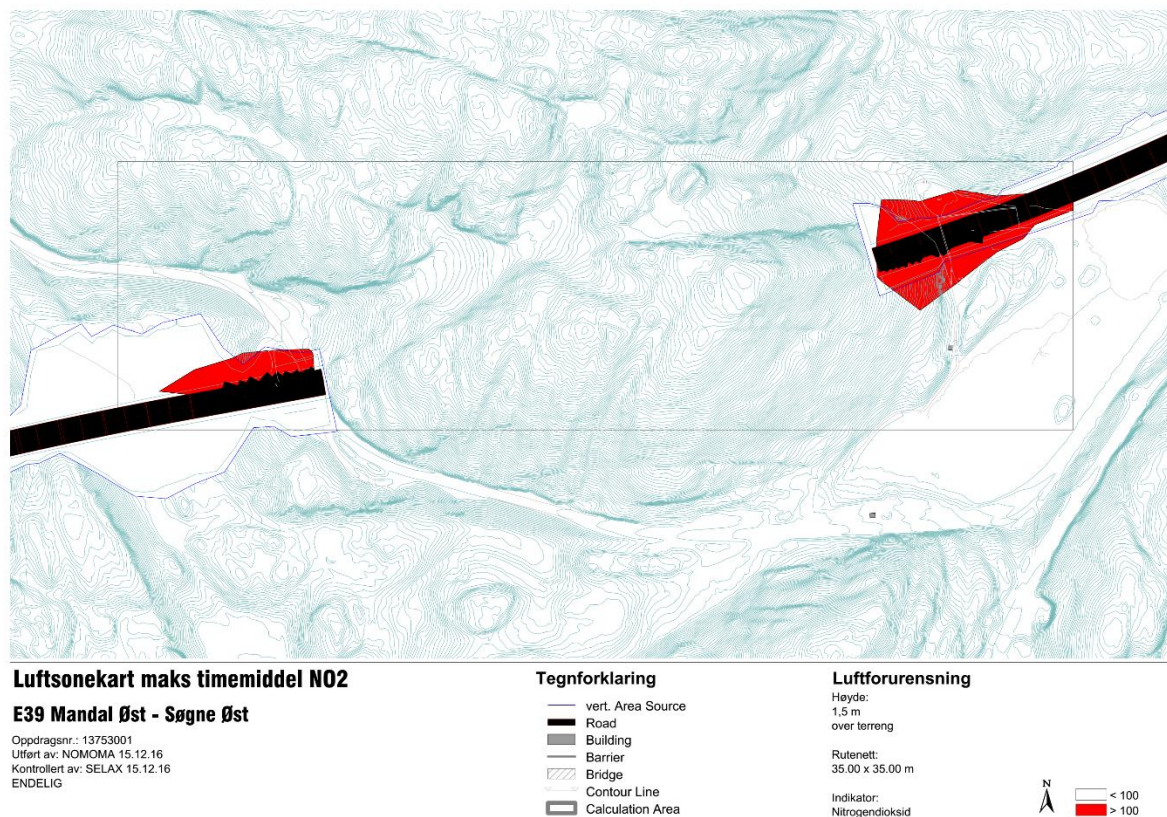 Luftsonekart maks timemiddel NO2
E39 Mandal Øst - Søgne Øst
Oppdragsnr.: 13753001
Utført av: NOMOMA 15.12.16
Kontrollert av: SELAX 15.12.16
ENDELIG
Tegnforklaring
vert. Area Source
Road
Building
Barrier
Bridge
Contour Line
Calculation Area
Luftforurensning
Høyde:
1,5 m
over terreng
Rutenett:
35.00 x 35.00 m
Indikator:
Nitrogendioksid
N
< 100
> 100